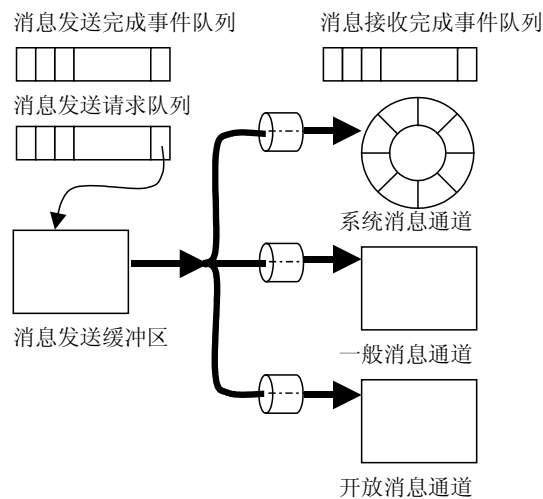 消息发送完成事件队列
消息接收完成事件队列
消息发送请求队列
系统消息通道
消息发送缓冲区
一般消息通道
开放消息通道